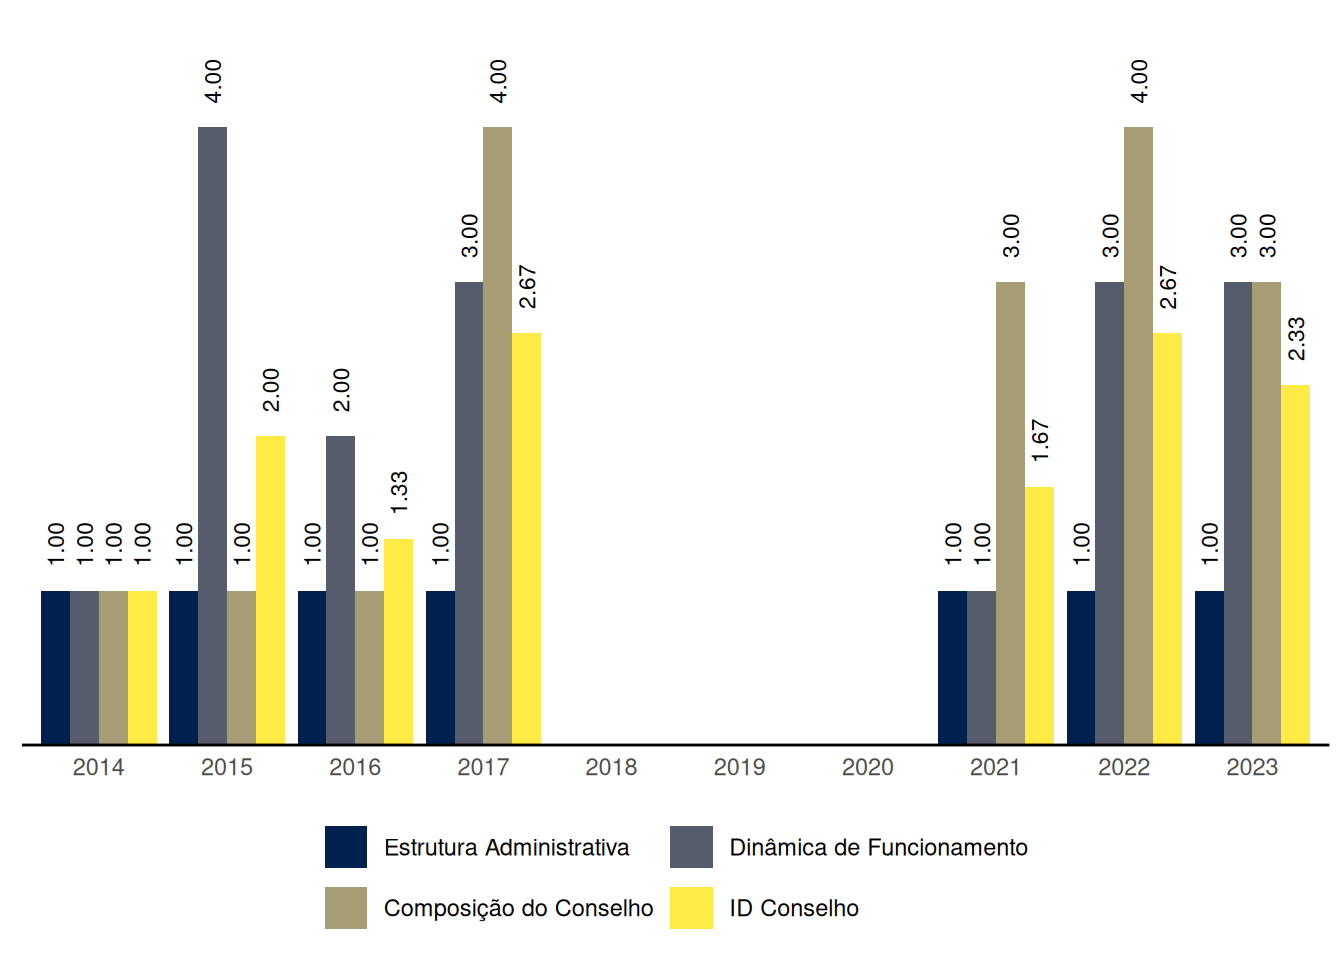 4.00 4.00 4.00
3.00 3.00 3.00 3.00 3.00
2.67 2.67
2.33
2.00 2.00
1.67
1.33
1.00 1.00 1.00 1.00 1.00 1.00 1.00 1.00 1.00 1.00 1.00 1.00 1.00
2014 2015 2016 2017 2018 2019 2020 2021 2022 2023
Estrutura Administrativa Dinâmica de Funcionamento
Composição do Conselho ID Conselho